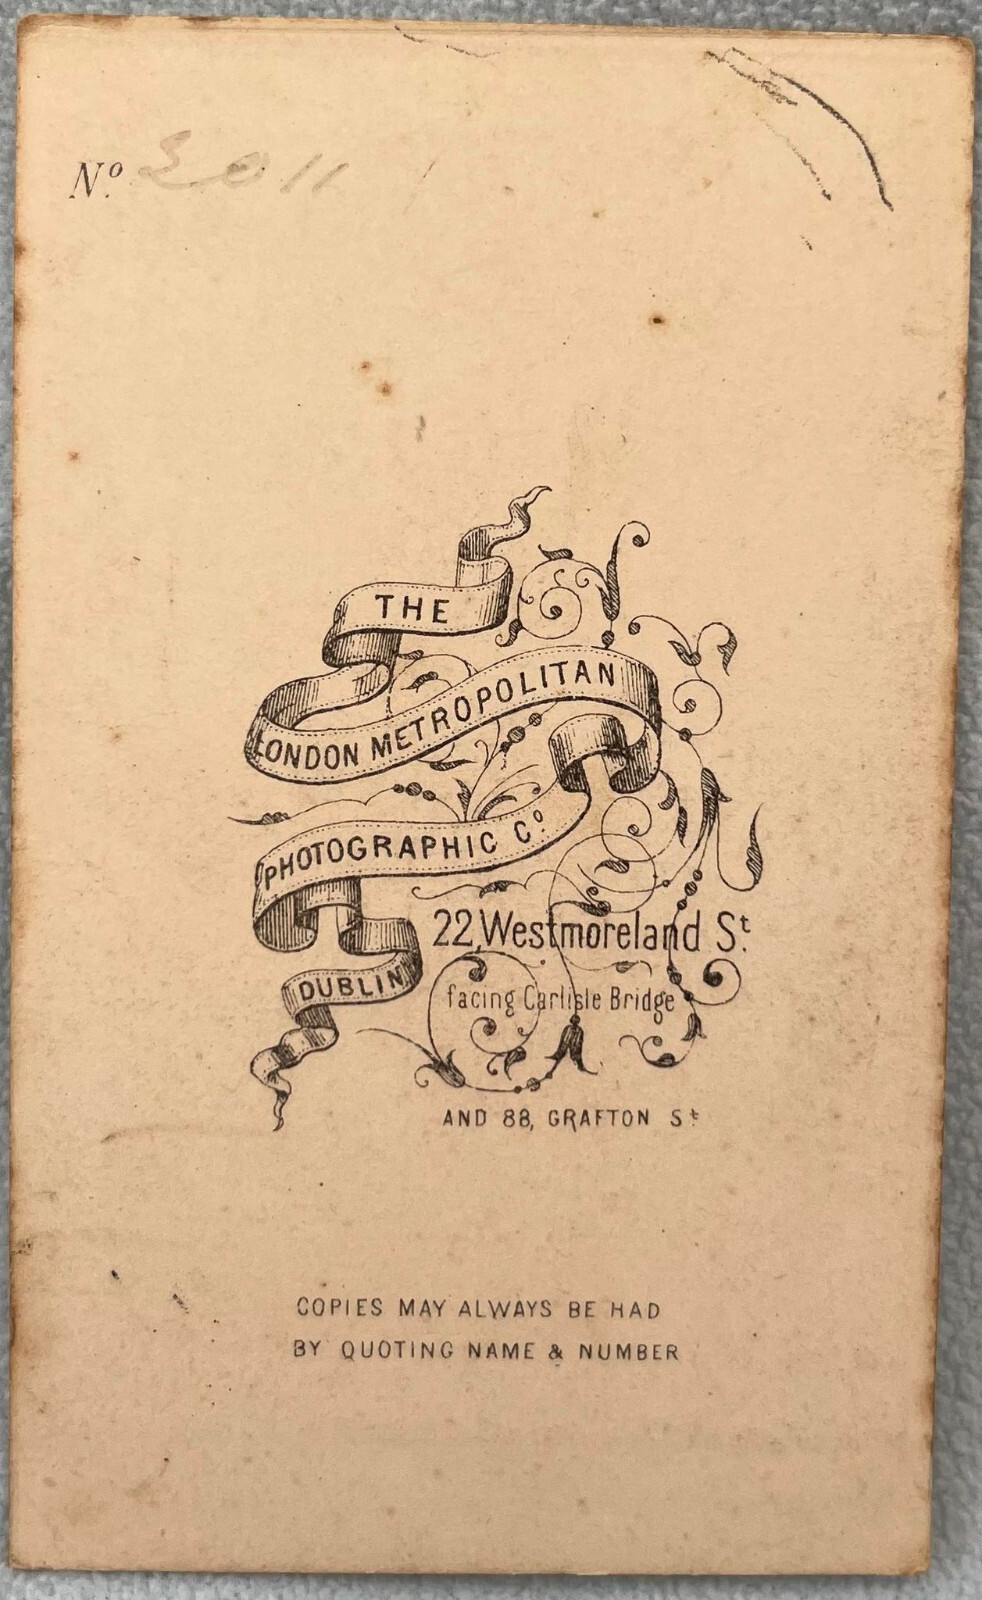 Nº 3011
THE
LONDON METROPOLITAN
PHOTOGRAPHIC Cº
DUBLIN
22, Westmoreland St.
facing Carlisle Bridge
AND 88, GRAFTON St
COPIES MAY ALWAYS BE HAD
BY QUOTING NAME & NUMBER